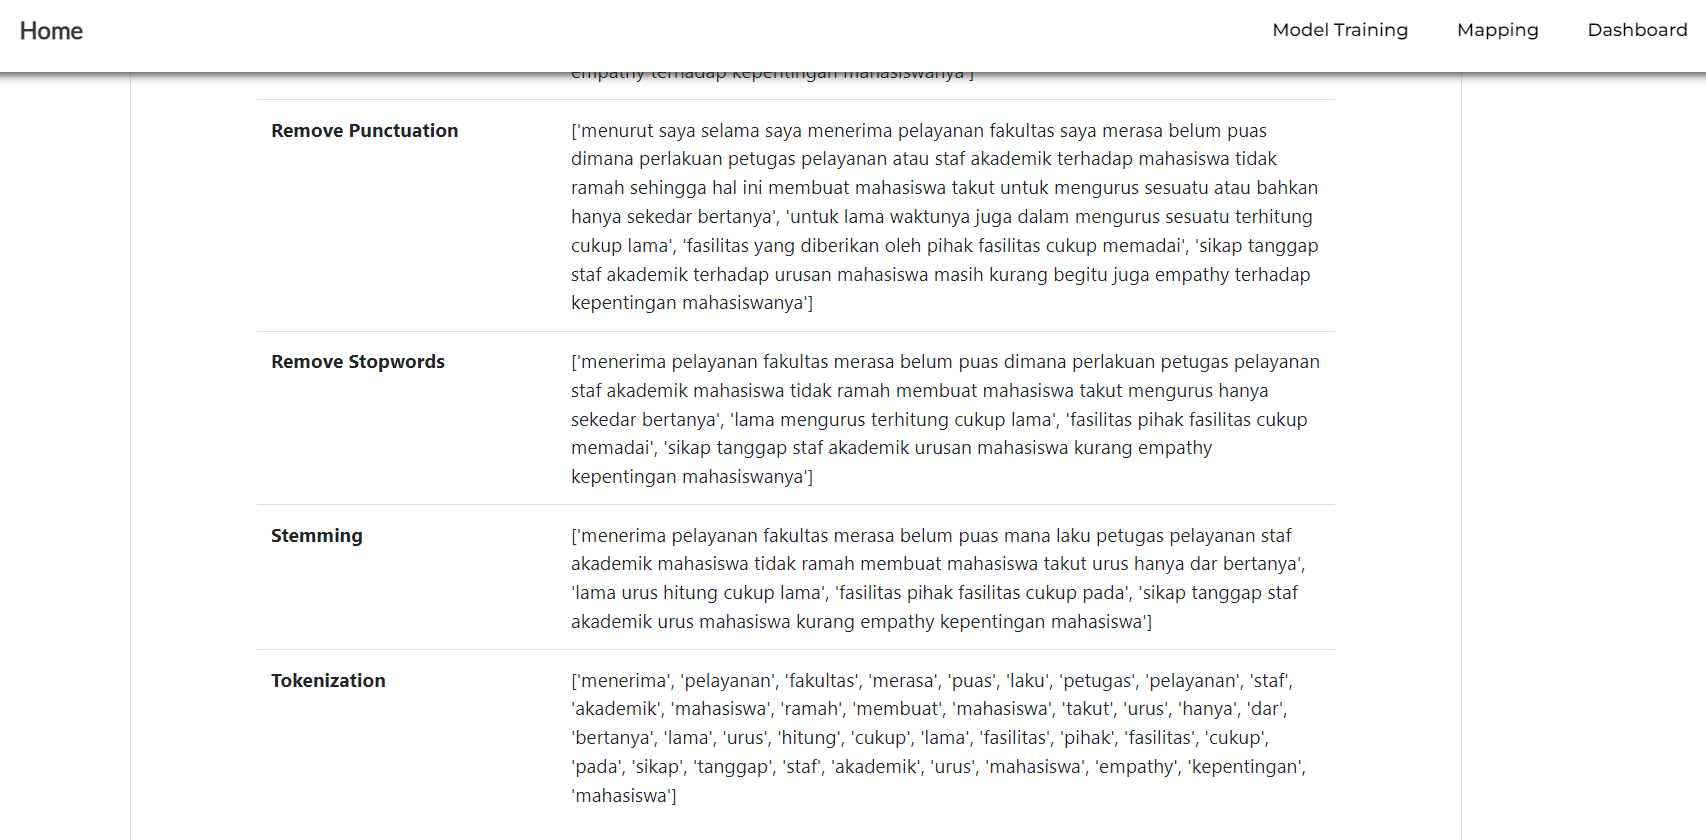 Home
Model Training
Mapping
Dashboard
empathy terhadap kepentingan mahasiswanya']
Remove Punctuation
['menurut saya selama saya menerima pelayanan fakultas saya merasa belum puas
dimana perlakuan petugas pelayanan atau staf akademik terhadap mahasiswa tidak
ramah sehingga hal ini membuat mahasiswa takut untuk mengurus sesuatu atau bahkan
hanya sekedar bertanya', 'untuk lama waktunya juga dalam mengurus sesuatu terhitung
cukup lama', 'fasilitas yang diberikan oleh pihak fasilitas cukup memadai', 'sikap tanggap
staf akademik terhadap urusan mahasiswa masih kurang begitu juga empathy terhadap
kepentingan mahasiswanya']
Remove Stopwords
['menerima pelayanan fakultas merasa belum puas dimana perlakuan petugas pelayanan
staf akademik mahasiswa tidak ramah membuat mahasiswa takut mengurus hanya
sekedar bertanya', 'lama mengurus terhitung cukup lama', 'fasilitas pihak fasilitas cukup
memadai', 'sikap tanggap staf akademik urusan mahasiswa kurang empathy
kepentingan mahasiswanya']
Stemming
['menerima pelayanan fakultas merasa belum puas mana laku petugas pelayanan staf
akademik mahasiswa tidak ramah membuat mahasiswa takut urus hanya dar bertanya',
'lama urus hitung cukup lama', 'fasilitas pihak fasilitas cukup pada', 'sikap tanggap staf
akademik urus mahasiswa kurang empathy kepentingan mahasiswa']
Tokenization
['menerima', 'pelayanan', 'fakultas', 'merasa', 'puas', 'laku', 'petugas', 'pelayanan', 'staf',
'akademik', 'mahasiswa', 'ramah', 'membuat', 'mahasiswa', 'takut', 'urus', 'hanya', 'dar',
'bertanya', 'lama', 'urus', 'hitung', 'cukup', 'lama', 'fasilitas', 'pihak', 'fasilitas', 'cukup',
'pada', 'sikap', 'tanggap', 'staf', 'akademik', 'urus', 'mahasiswa', 'empathy', 'kepentingan',
'mahasiswa']